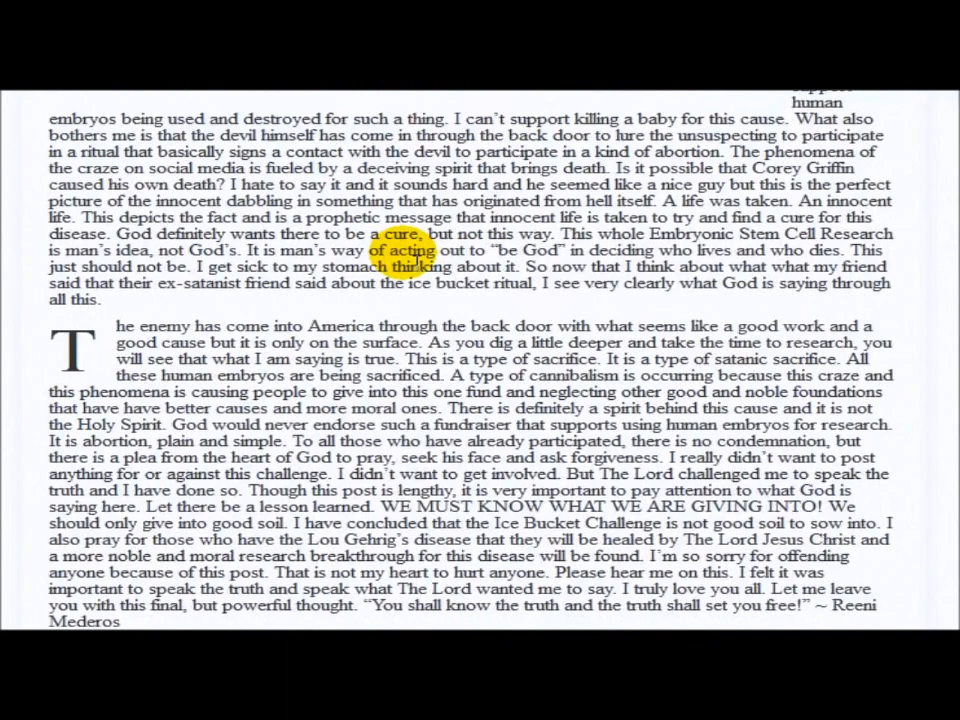 human
embryos being used and destroyed for such a thing. I can't support killing a baby for this cause. What also
bothers me is that the devil himself has come in through the back door to lure the unsuspecting to participate
in a ritual that basically signs a contact with the devil to participate in a kind of abortion. The phenomena of
the craze on social media is fueled by a deceiving spirit that brings death. Is it possible that Corey Griffin
caused his own death? I hate to say it and it sounds hard and he seemed like a nice guy but this is the perfect
picture of the innocent dabbling in something that has originated from hell itself. A life was taken. An innocent
life. This depicts the fact and is a prophetic message that innocent life is taken to try and find a cure for this
disease. God definitely wants there to be a cure, but not this way. This whole Embryonic Stem Cell Research
is man's idea, not God's. It is man's way of acting out to “be God” in deciding who lives and who dies. This
just should not be. I get sick to my stomach thinking about it. So now that I think about what what my friend
said that their ex-satanist friend said about the ice bucket ritual, I see very clearly what God is saying through
all this.
The enemy has come into America through the back door with what seems like a good work and a
good cause but it is only on the surface. As you dig a little deeper and take the time to research, you
will see that what I am saying is true. This is a type of sacrifice. It is a type of satanic sacrifice. All
these human embryos are being sacrificed. A type of cannibalism is occurring because this craze and
this phenomena is causing people to give into this one fund and neglecting other good and noble foundations
that have have better causes and more moral ones. There is definitely a spirit behind this cause and it is not
the Holy Spirit. God would never endorse such a fundraiser that supports using human embryos for research.
It is abortion, plain and simple. To all those who have already participated, there is no condemnation, but
there is a plea from the heart of God to pray, seek his face and ask forgiveness. I really didn't want to post
anything for or against this challenge. I didn't want to get involved. But The Lord challenged me to speak the
truth and I have done so. Though this post is lengthy, it is very important to pay attention to what God is
saying here. Let there be a lesson learned. WE MUST KNOW WHAT WE ARE GIVING INTO! We
should only give into good soil. I have concluded that the Ice Bucket Challenge is not good soil to sow into. I
also pray for those who have the Lou Gehrig's disease that they will be healed by The Lord Jesus Christ and
a more noble and moral research breakthrough for this disease will be found. I'm so sorry for offending
anyone because of this post. That is not my heart to hurt anyone. Please hear me on this. I felt it was
important to speak the truth and speak what The Lord wanted me to say. I truly love you all. Let me leave
you with this final, but powerful thought. “You shall know the truth and the truth shall set you free!” ~ Reeni
Mederos